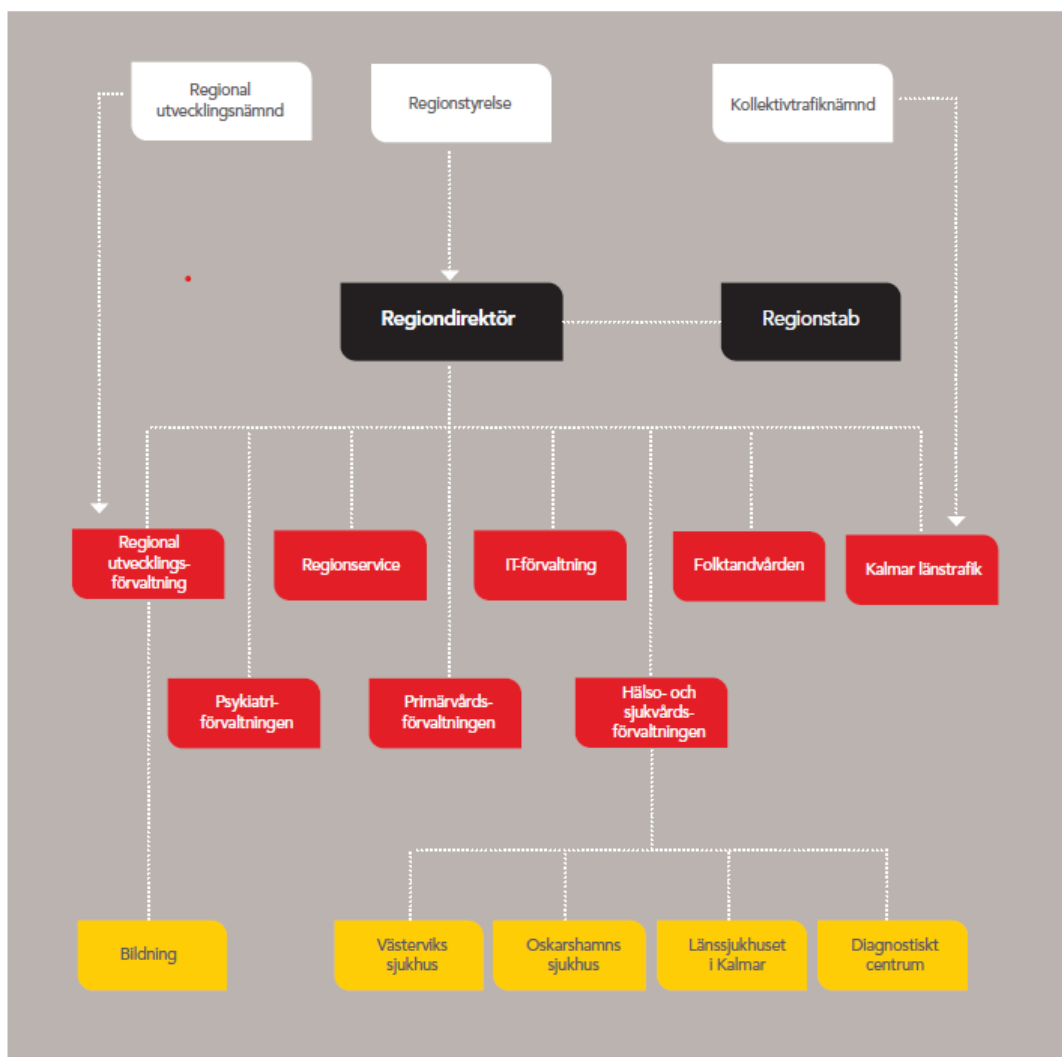 Regional
utvecklingsnämnd
Regionstyrelse
Kollektivtrafiknämnd
Regiondirektör
Regionstab
Regional
utvecklings-
förvaltning
Regionservice
IT-förvaltning
Folktandvården
Kalmar länstrafik
Psykiatri-
förvaltningen
Primärvårds-
förvaltningen
Hälso- och
sjukvårds-
förvaltningen
Bildning
Västerviks
sjukhus
Oskarshamns
sjukhus
Länssjukhuset
i Kalmar
Diagnostiskt
centrum